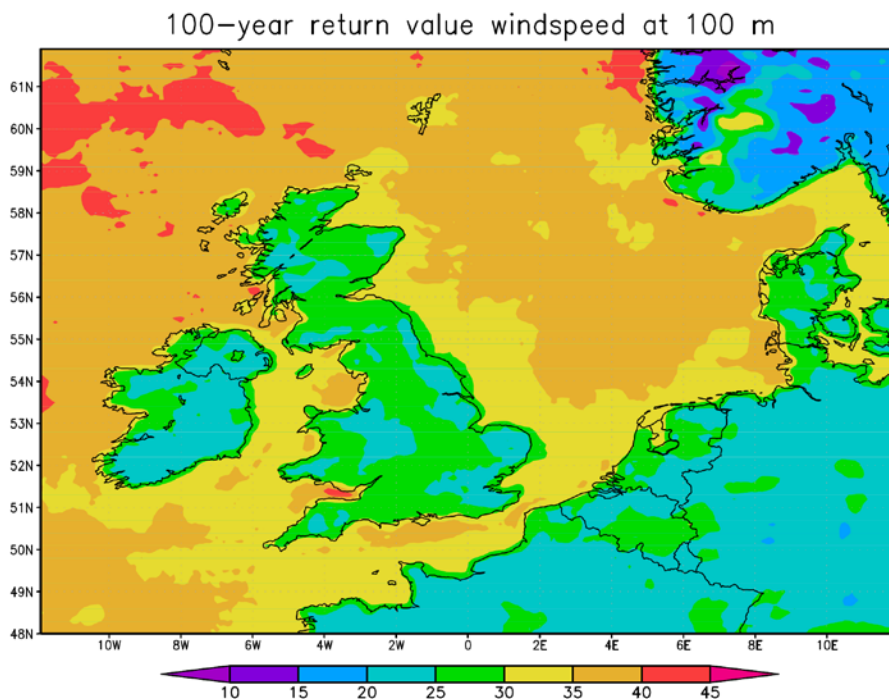 100-year return value windspeed at 100 m
61N
60N
59N
58N
57N
56N
55N
54N
53N
52N
51N
50N
49N
48N
10W 8W 6W 4W 2W 0 2E 4E 6E 8E 10E
10 15 20 25 30 35 40 45